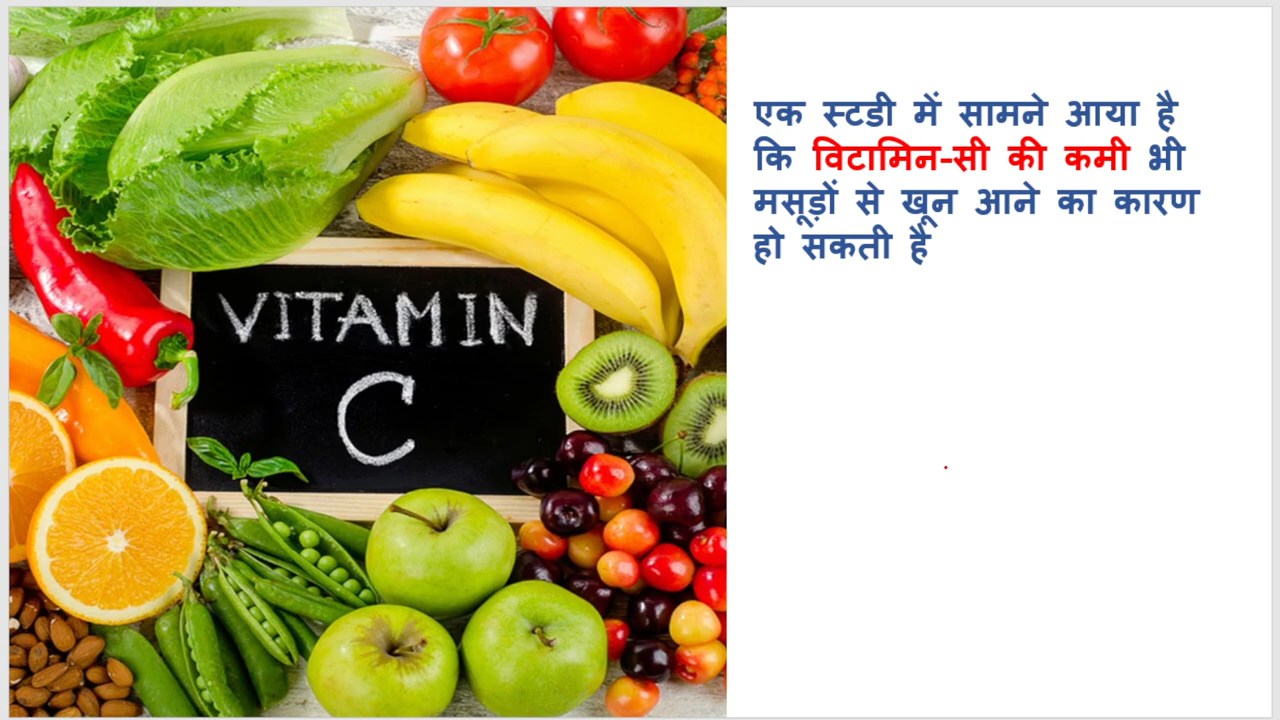 VITAMIN
C
एक स्टडी में सामने आया है
कि विटामिन-सी की कमी भी
मसूड़ों से खून आने का कारण
हो सकती है